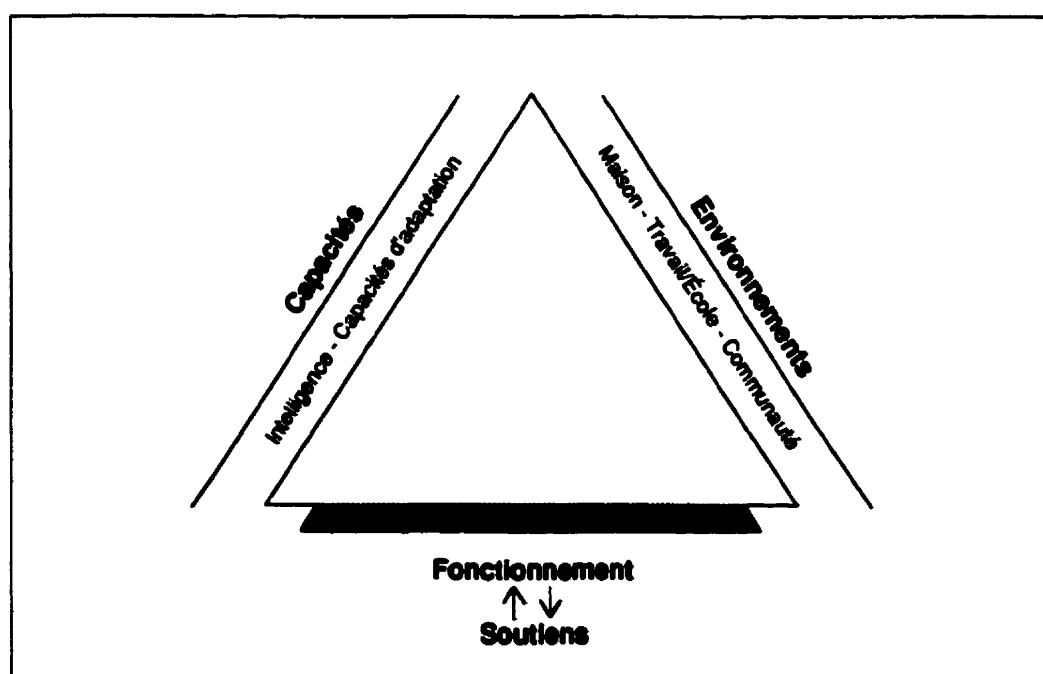 Capacités
Intelligence - Capacités d'adaptation
Maison - Travail/École - Communauté
Environnements
Fonctionnement
Soutiens